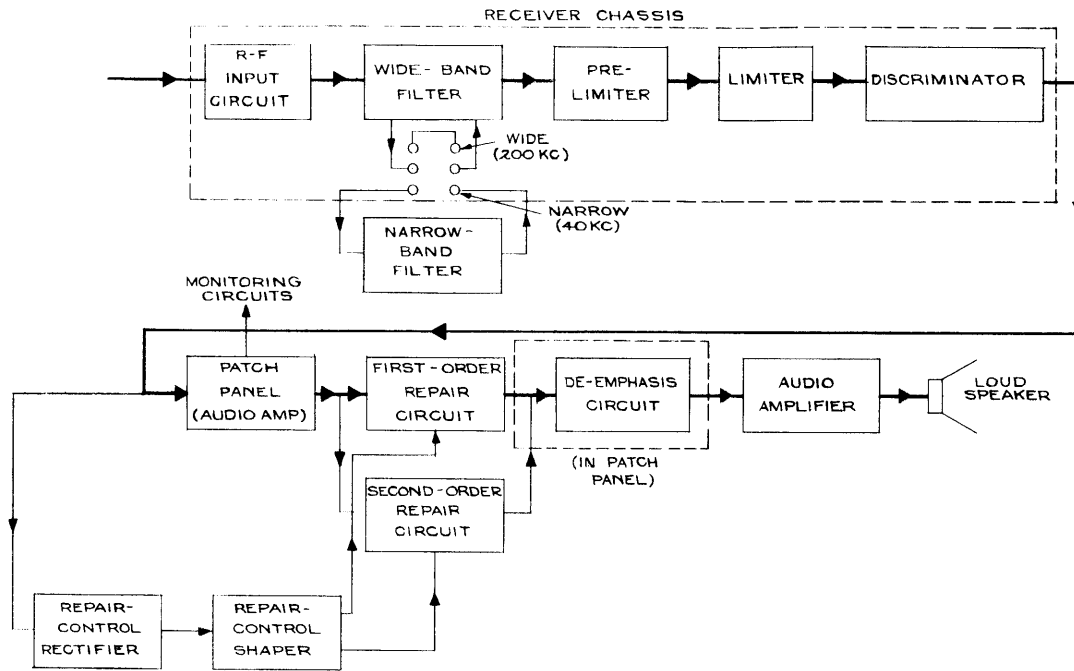 RECEIVER CHASSIS
R-F
INPUT
CIRCUIT
WIDE-BAND
FILTER
PRE-
LIMITER
LIMITER
DISCRIMINATOR
WIDE
(200 KC)
NARROW
(40 KC)
NARROW-
BAND
FILTER
MONITORING
CIRCUITS
PATCH
PANEL
(AUDIO AMP)
FIRST-ORDER
REPAIR
CIRCUIT
DE-EMPHASIS
CIRCUIT
AUDIO
AMPLIFIER
LOUD
SPEAKER
(IN PATCH
PANEL)
SECOND-ORDER
REPAIR
CIRCUIT
REPAIR-
CONTROL
RECTIFIER
REPAIR-
CONTROL
SHAPER